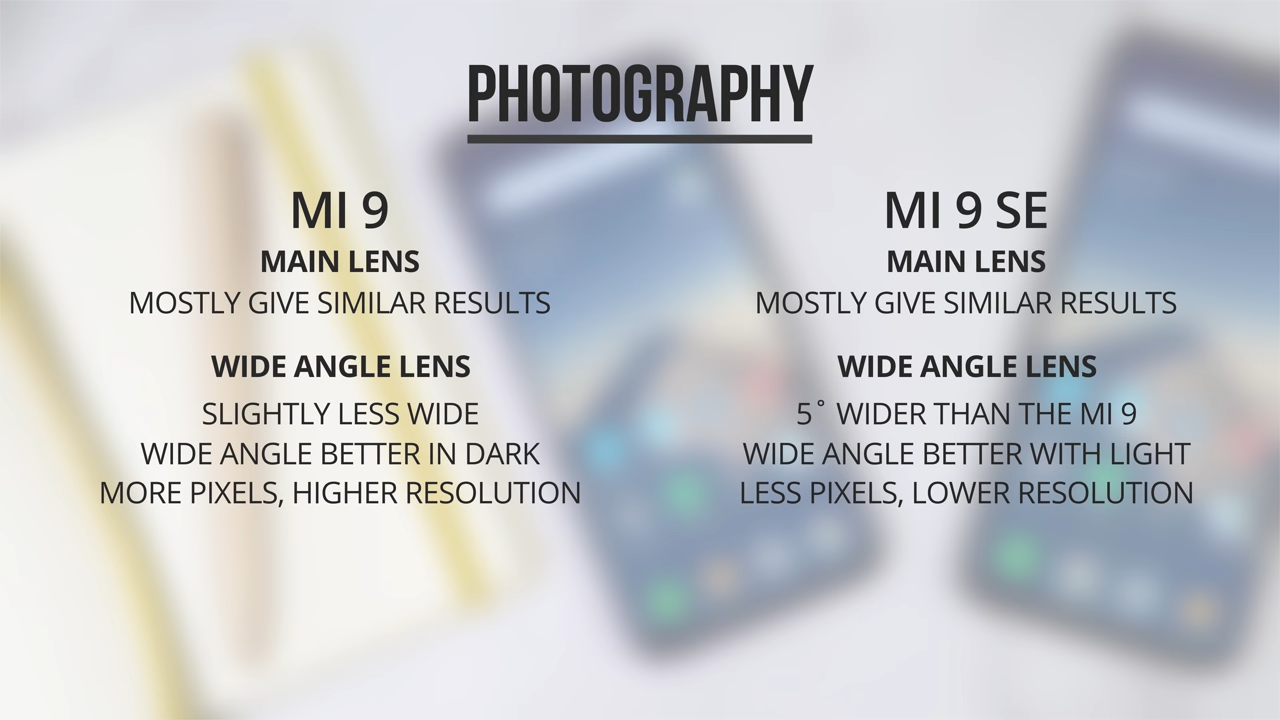 PHOTOGRAPHY
MI 9
MAIN LENS
MOSTLY GIVE SIMILAR RESULTS
WIDE ANGLE LENS
SLIGHTLY LESS WIDE
WIDE ANGLE BETTER IN DARK
MORE PIXELS, HIGHER RESOLUTION
MI 9 SE
MAIN LENS
MOSTLY GIVE SIMILAR RESULTS
WIDE ANGLE LENS
5° WIDER THAN THE MI 9
WIDE ANGLE BETTER WITH LIGHT
LESS PIXELS, LOWER RESOLUTION